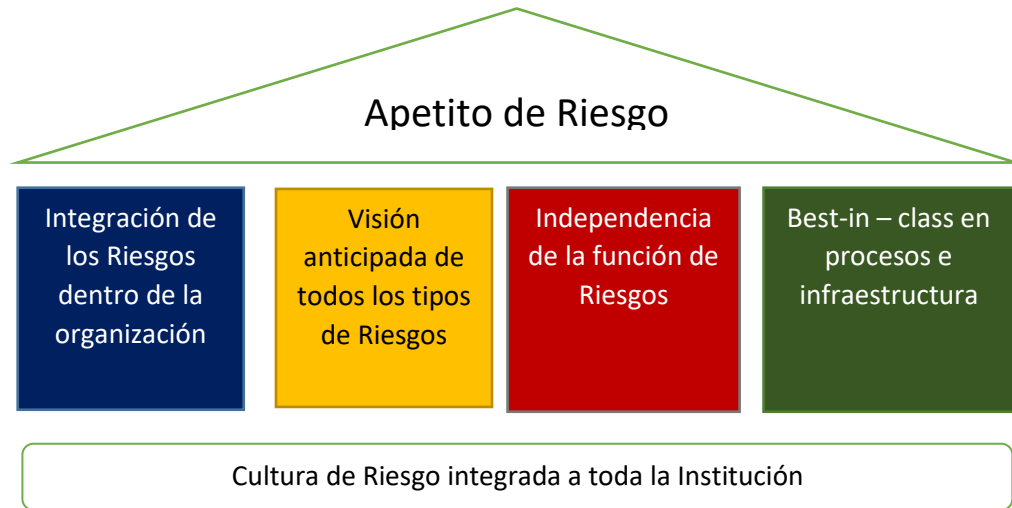 Apetito de Riesgo
Integración de
los Riesgos
dentro de la
organización
Visión
anticipada de
todos los tipos
de Riesgos
Independencia
de la función de
Riesgos
Best-in – class en
procesos e
infraestructura
Cultura de Riesgo integrada a toda la Institución